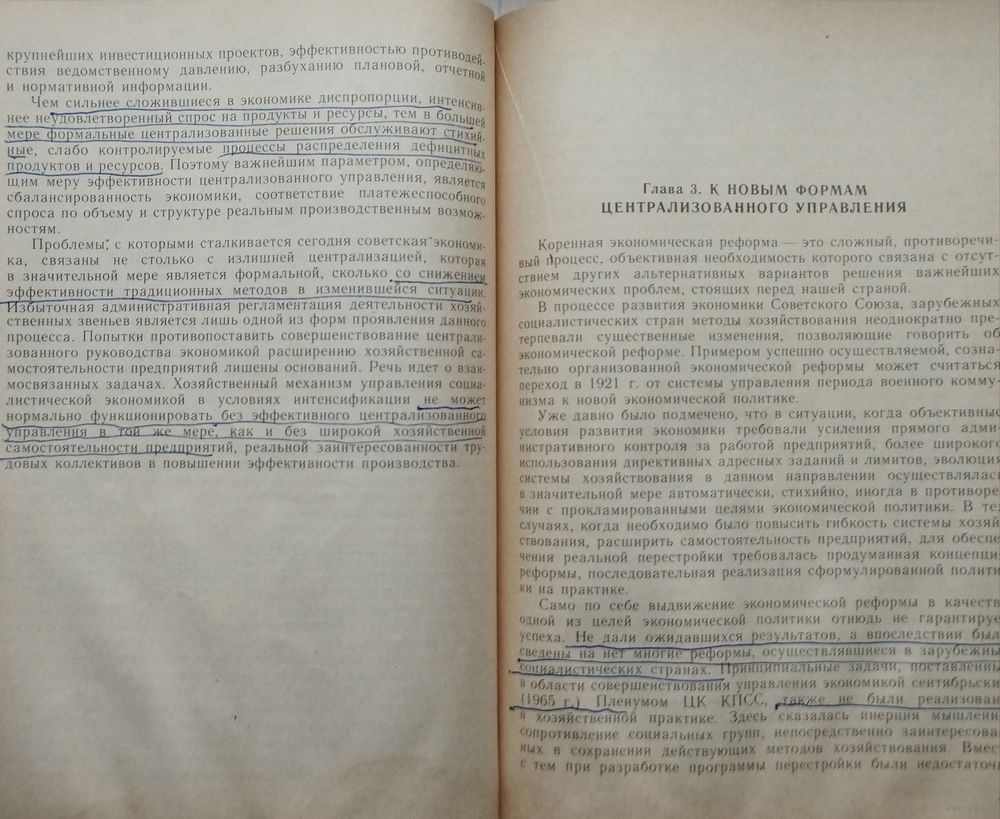 крупнейших инвестиционных проектов, эффективностью противодей-
ствия ведомственному давлению, разбуханию плановой, отчетной
и нормативной информации.
Чем сильнее сложившиеся в экономике диспропорции, интенсив-
нее неудовлетворенный спрос на продукты и ресурсы, тем в большей
мере формальные централизованные решения обслуживают стихий-
ные, слабо контролируемые процессы распределения дефицитных
продуктов и ресурсов. Поэтому важнейшим параметром, определяю-
щим меру эффективности централизованного управления, является
сбалансированность экономики, соответствие платежеспособного
спроса по объему и структуре реальным производственным возмож-
ностям.
Проблемы, с которыми сталкивается сегодня советская экономи-
ка, связаны не столько с излишней централизацией, которая
в значительной мере является формальной, сколько со снижением
эффективности традиционных методов в изменившейся ситуации.
Избыточная административная регламентация деятельности хозяй-
ственных звеньев является лишь одной из форм проявления данного
процесса. Попытки противопоставить совершенствование централи-
зованного руководства экономикой расширению хозяйственной са-
мостоятельности предприятий лишены оснований. Речь идет о взаи-
мосвязанных задачах. Хозяйственный механизм управления социа-
листической экономикой в условиях интенсификации не может
нормально функционировать без эффективного централизованного
управления в той же мере, как и без широкой хозяйственной
самостоятельности предприятий, реальной заинтересованности тру-
довых коллективов в повышении эффективности производства.
Глава 3. К НОВЫМ ФОРМАМ
ЦЕНТРАЛИЗОВАННОГО УПРАВЛЕНИЯ
Коренная экономическая реформа — это сложный, противоречи-
вый процесс, объективная необходимость которого связана с отсут-
ствием других альтернативных вариантов решения важнейших
экономических проблем, стоящих перед нашей страной.
В процессе развития экономики Советского Союза, зарубежных
социалистических стран методы хозяйствования неоднократно пре-
терпевали существенные изменения, позволяющие говорить об
экономической реформе. Примером успешно осуществляемой, созна-
тельно организованной экономической реформы может считаться
переход в 1921 г. от системы управления периода военного комму-
низма к новой экономической политике.
Уже давно было подмечено, что в ситуации, когда объективные
условия развития экономики требовали усиления прямого адми-
нистративного контроля за работой предприятий, более широкого
использования директивных адресных заданий и лимитов, эволюция
системы хозяйствования в данном направлении осуществлялас
в значительной мере автоматически, стихийно, иногда в противоре
чии с прокламированными целями экономической политики. В тех
случаях, когда необходимо было повысить гибкость системы хозяй
ствования, расширить самостоятельность предприятий, для обеспе
чения реальной перестройки требовалась продуманная концепци
реформы, последовательная реализация сформулированной полити
ки на практике.
Само по себе выдвижение экономической реформы в качеств
одной из целей экономической политики отнюдь не гарантируе
успеха. Не дали ожидавшихся результатов, а впоследствии был
сведены на нет многие реформы, осуществлявшиеся в зарубежны
социалистических странах. Принципиальные задачи, поставленны
в области совершенствования управления экономикой сентябрьски
(1965 г.) Пленумом ЦК КПСС, также не были реализован
в хозяйственной практике. Здесь сказалась инерция мышлени
сопротивление социальных групп, непосредственно заинтересова
ных в сохранении действующих методов хозяйствования. Вмес
с тем при разработке программы перестройки были недостаточн